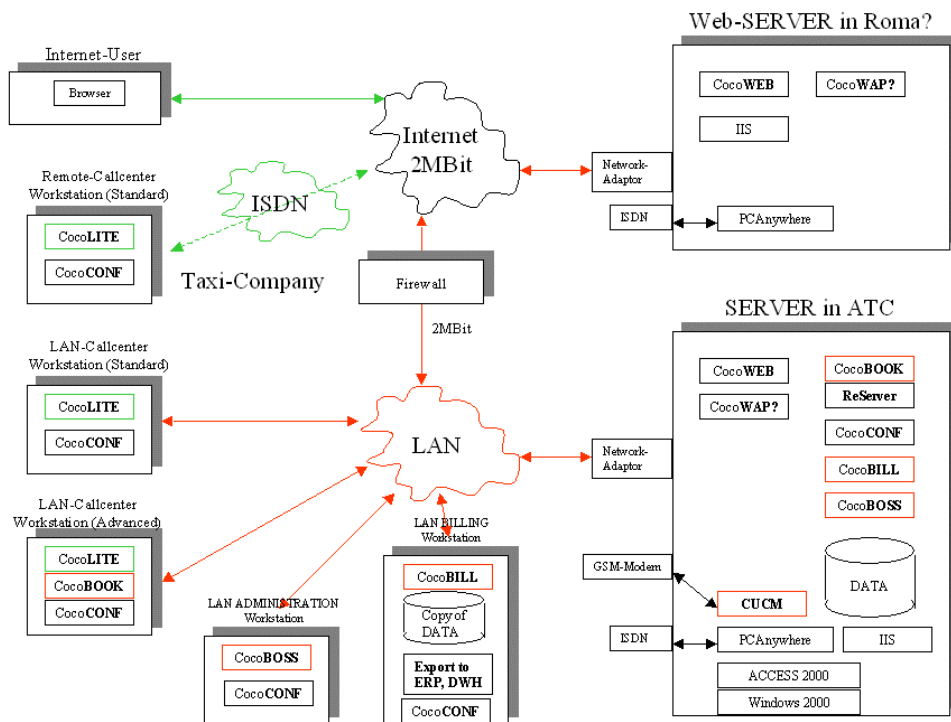 Web-SERVER in Roma?
Internet-User
Browser
CocoWEB
CocoWAP?
IIS
Internet
2MBit
Network-
Adaptor
ISDN
PCAnywhere
Remote-Callcenter
Workstation (Standard)
CocoLITE
CocoCONF
ISDN
Taxi-Company
Firewall
2MBit
SERVER in ATC
LAN-Callcenter
Workstation (Standard)
CocoLITE
CocoCONF
LAN
Network-
Adaptor
CocoWEB
CocoWAP?
CocoBOOK
ReServer
CocoCONF
CocoBILL
CocoBOSS
LAN-Callcenter
Workstation (Advanced)
CocoLITE
CocoBOOK
CocoCONF
LAN BILLING
Workstation
CocoBILL
Copy of
DATA
Export to
ERP, DWH
CocoCONF
LAN ADMINISTRATION
Workstation
CocoBOSS
CocoCONF
GSM-Modem
CUCM
DATA
ISDN
PCAnywhere
IIS
ACCESS 2000
Windows 2000